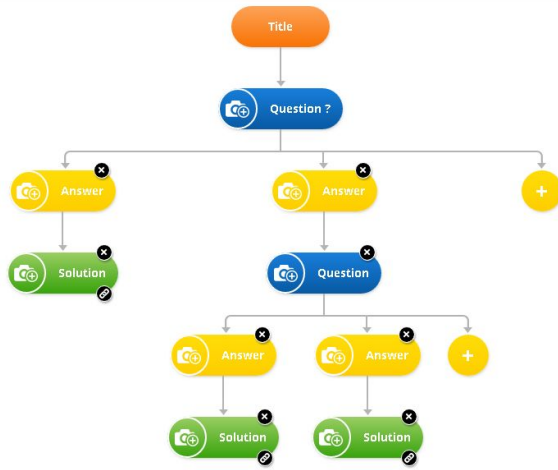 Title
Question ?
Answer
Answer
+
Solution
Question
Answer
Answer
+
Solution
Solution